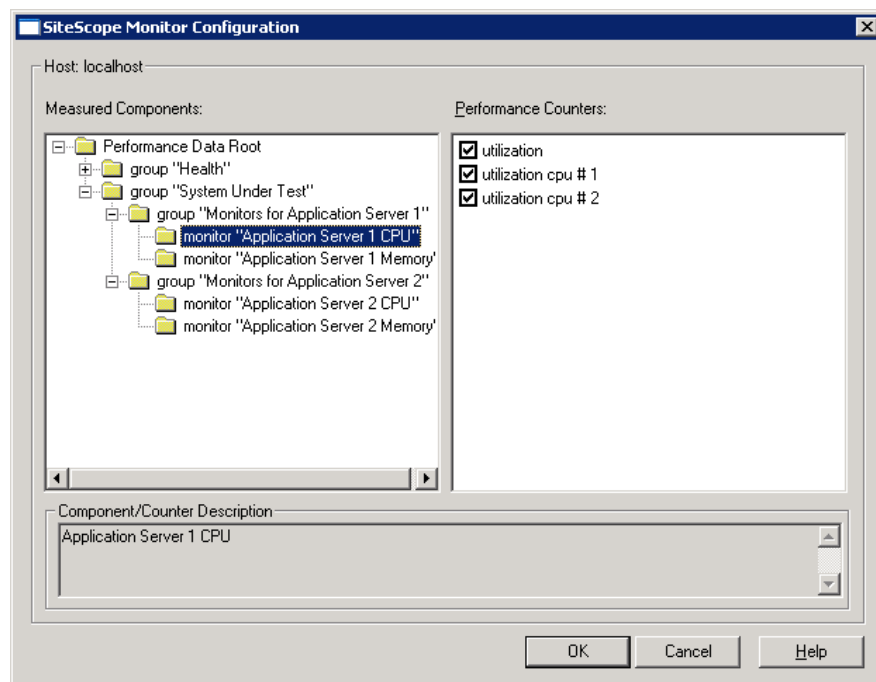 SiteScope Monitor Configuration
Host: localhost
Measured Components:
Performance Counters:
Performance Data Root
group "Health"
group "System Under Test"
group "Monitors for Application Server 1"
monitor "Application Server 1 CPU"
monitor "Application Server 1 Memory'
group "Monitors for Application Server 2"
monitor "Application Server 2 CPU"
monitor "Application Server 2 Memory'
utilization
utilization cpu # 1
utilization cpu # 2
Component/Counter Description
Application Server 1 CPU
OK
Cancel
Help